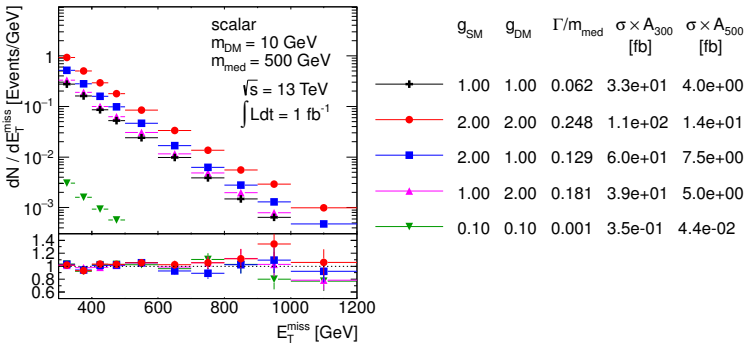 scalar
m_DM = 10 GeV
m_med = 500 GeV
√s = 13 TeV
∫Ldt = 1 fb⁻¹
dN / dE_T^miss [Events/GeV]
1
10⁻¹
10⁻²
10⁻³
1.4
1.2
1
0.8
0.6
400 600 800 1000 1200
E_T^miss [GeV]
g_SM g_DM Γ/m_med σ × A_300 [fb] σ × A_500 [fb]
1.00 1.00 0.062 3.3e+01 4.0e+00
2.00 2.00 0.248 1.1e+02 1.4e+01
2.00 1.00 0.129 6.0e+01 7.5e+00
1.00 2.00 0.181 3.9e+01 5.0e+00
0.10 0.10 0.001 3.5e-01 4.4e-02